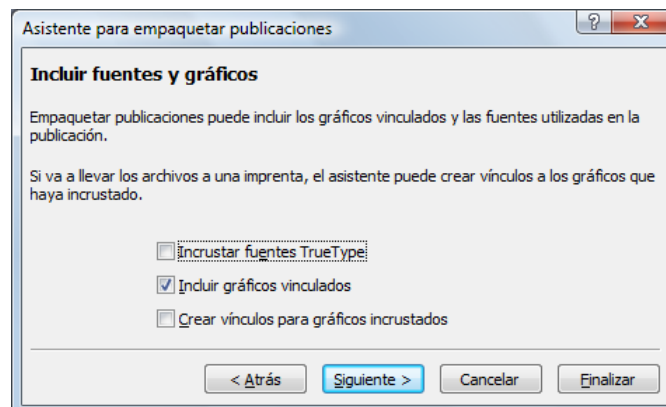 Asistente para empaquetar publicaciones
Incluir fuentes y gráficos
Empaquetar publicaciones puede incluir los gráficos vinculados y las fuentes utilizadas en la
publicación.
Si va a llevar los archivos a una imprenta, el asistente puede crear vínculos a los gráficos que
haya incrustado.
Incrustar fuentes TrueType
Incluir gráficos vinculados
Crear vínculos para gráficos incrustados
< Atrás Siguiente > Cancelar Finalizar